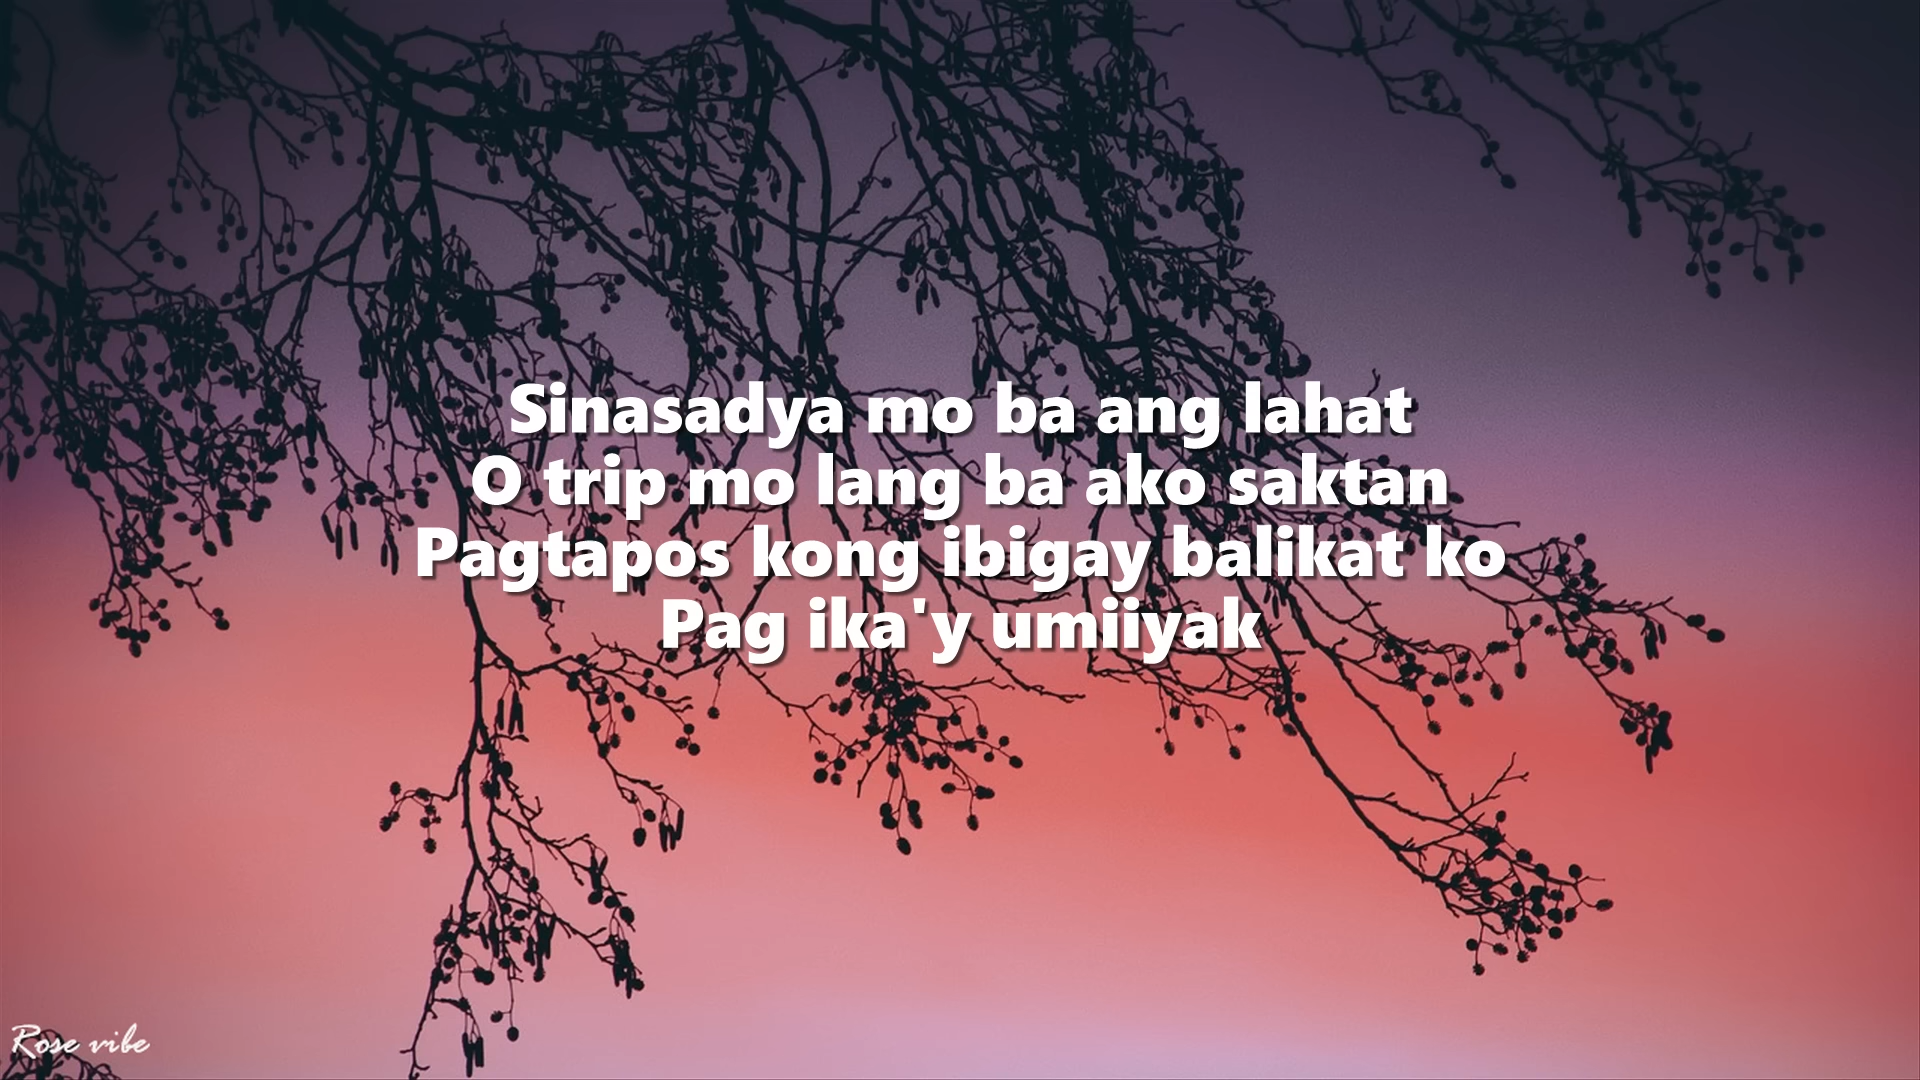 Sinasadya mo ba ang lahat
O trip mo lang ba ako saktan
Pagtapos kong ibigay balikat ko
Pag ika'y umiiyak
Rose vibe